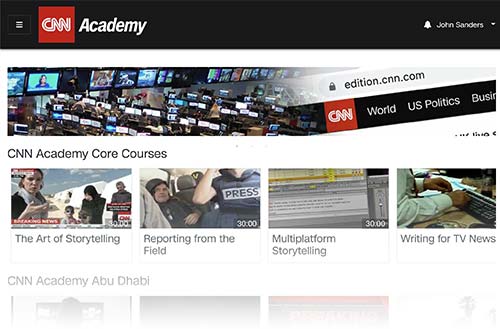 CNN Academy
John Sanders
edition.cnn.com
CNN World US Politics Busin
CNN Academy Core Courses
BREAKING NEWS CNN
30:00
PRESS
30:00
30:00
The Art of Storytelling
Reporting from the
Field
Multiplatform
Storytelling
Writing for TV News
CNN Academy Abu Dhabi